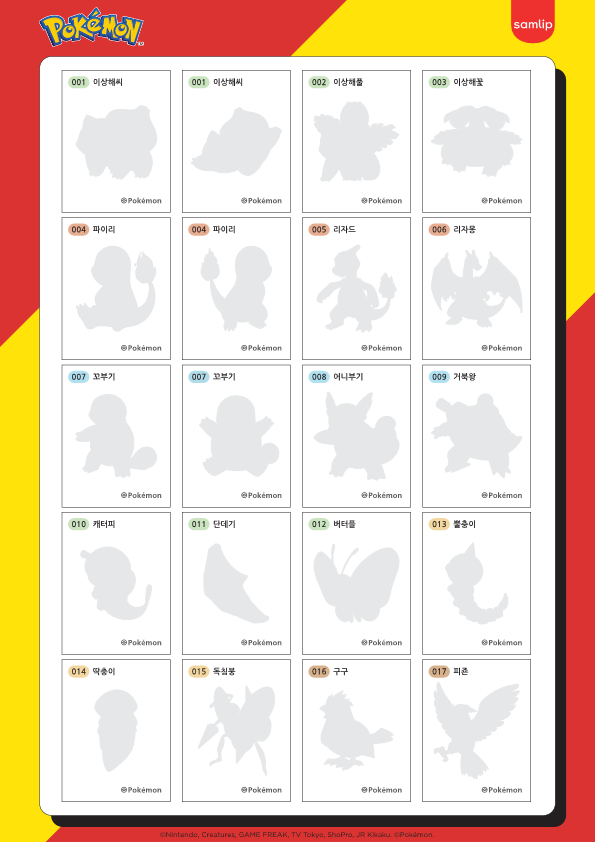 Pokémon
samlip
001 이상해씨
©Pokémon
001 이상해씨
©Pokémon
002 이상해풀
©Pokémon
003 이상해꽃
©Pokémon
004 파이리
©Pokémon
004 파이리
©Pokémon
005 리자드
©Pokémon
006 리자몽
©Pokémon
007 꼬부기
©Pokémon
007 꼬부기
©Pokémon
008 어니부기
©Pokémon
009 거북왕
©Pokémon
010 캐터피
©Pokémon
011 단데기
©Pokémon
012 버터플
©Pokémon
013 뿔충이
©Pokémon
014 딱충이
©Pokémon
015 독침붕
©Pokémon
016 구구
©Pokémon
017 피죤
©Pokémon
©Nintendo, Creatures, GAME FREAK, TV Tokyo, ShoPro, JR Kikaku. ©Pokémon.